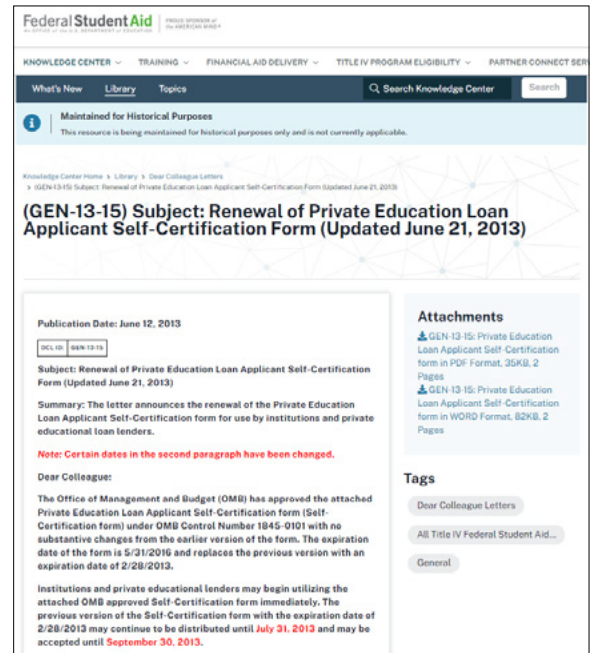 Federal Student Aid
An OFFICE of the U.S. DEPARTMENT of EDUCATION
PROUD SPONSOR of
the AMERICAN MIND®
KNOWLEDGE CENTER
TRAINING
FINANCIAL AID DELIVERY
TITLE IV PROGRAM ELIGIBILITY
PARTNER CONNECT SERV
What's New
Library
Topics
Search Knowledge Center
Search
Maintained for Historical Purposes
This resource is being maintained for historical purposes only and is not currently applicable.
Knowledge Center Home > Library > Dear Colleague Letters
> (GEN-13-15) Subject: Renewal of Private Education Loan Applicant Self-Certification Form (Updated June 21, 2013)
(GEN-13-15) Subject: Renewal of Private Education Loan
Applicant Self-Certification Form (Updated June 21, 2013)
Publication Date: June 12, 2013
DCL ID: GEN-13-15
Subject: Renewal of Private Education Loan Applicant Self-Certification
Form (Updated June 21, 2013)
Summary: The letter announces the renewal of the Private Education
Loan Applicant Self-Certification form for use by institutions and private
educational loan lenders.
Note: Certain dates in the second paragraph have been changed.
Dear Colleague:
The Office of Management and Budget (OMB) has approved the attached
Private Education Loan Applicant Self-Certification form (Self-
Certification form) under OMB Control Number 1845-0101 with no
substantive changes from the earlier version of the form. The expiration
date of the form is 5/31/2016 and replaces the previous version with an
expiration date of 2/28/2013.
Institutions and private educational lenders may begin utilizing the
attached OMB approved Self-Certification form immediately. The
previous version of the Self-Certification form with the expiration date of
2/28/2013 may continue to be distributed until July 31, 2013 and may be
accepted until September 30, 2013.
Attachments
GEN-13-15: Private Education
Loan Applicant Self-Certification
form in PDF Format, 35KB, 2
Pages
GEN-13-15: Private Education
Loan Applicant Self-Certification
form in WORD Format, 82KB, 2
Pages
Tags
Dear Colleague Letters
All Title IV Federal Student Aid...
General